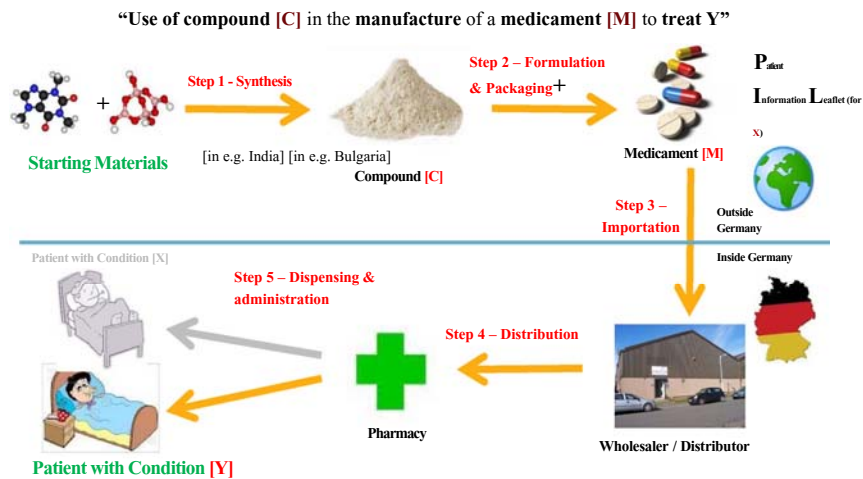 “Use of compound [C] in the manufacture of a medicament [M] to treat Y”
Step 1 - Synthesis
Step 2 – Formulation
& Packaging+
+
Patient
Information Leaflet (for
X)
Starting Materials
[in e.g. India] [in e.g. Bulgaria]
Compound [C]
Medicament [M]
Step 3 –
Importation
Outside
Germany
Inside Germany
Patient with Condition [X]
Step 5 – Dispensing &
administration
Step 4 – Distribution
Pharmacy
Wholesaler / Distributor
Patient with Condition [Y]